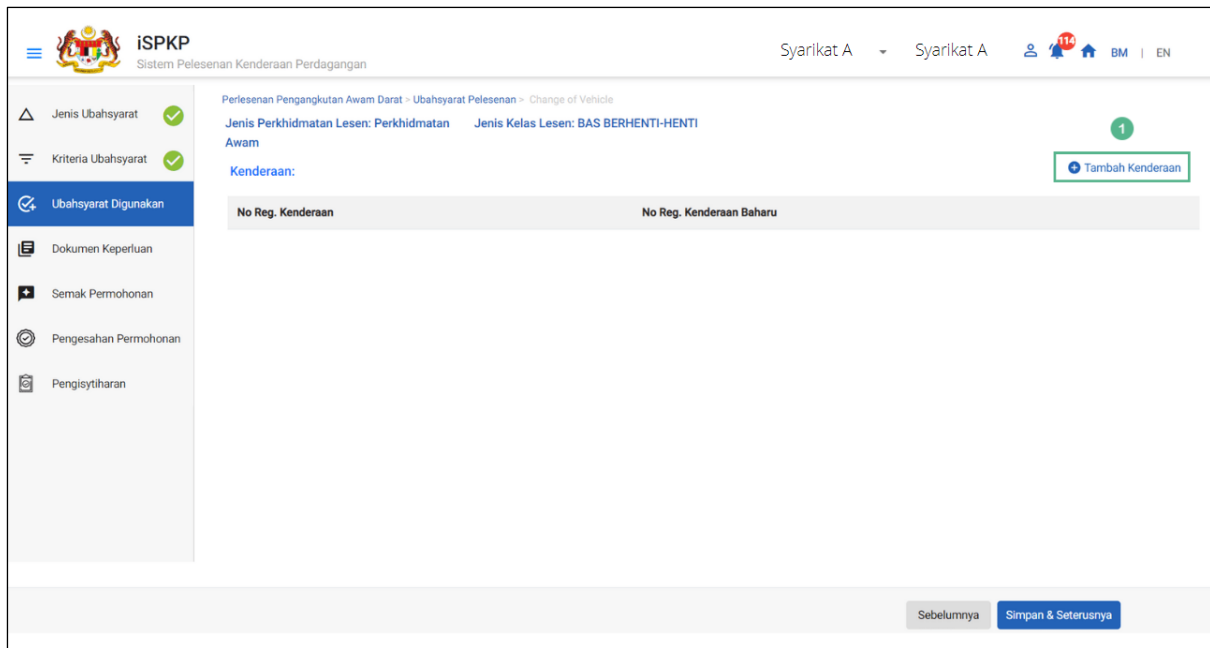 iSPKP
Sistem Pelesenan Kenderaan Perdagangan
Syarikat A
Syarikat A
114
BM | EN
Jenis Ubahsyarat
Kriteria Ubahsyarat
Ubahsyarat Digunakan
Dokumen Keperluan
Semak Permohonan
Pengesahan Permohonan
Pengisytiharan
Perlesenan Pengangkutan Awam Darat > Ubahsyarat Pelesenan > Change of Vehicle
Jenis Perkhidmatan Lesen: Perkhidmatan Awam
Jenis Kelas Lesen: BAS BERHENTI-HENTI
1
Kenderaan:
Tambah Kenderaan
No Reg. Kenderaan
No Reg. Kenderaan Baharu
Sebelumnya
Simpan & Seterusnya